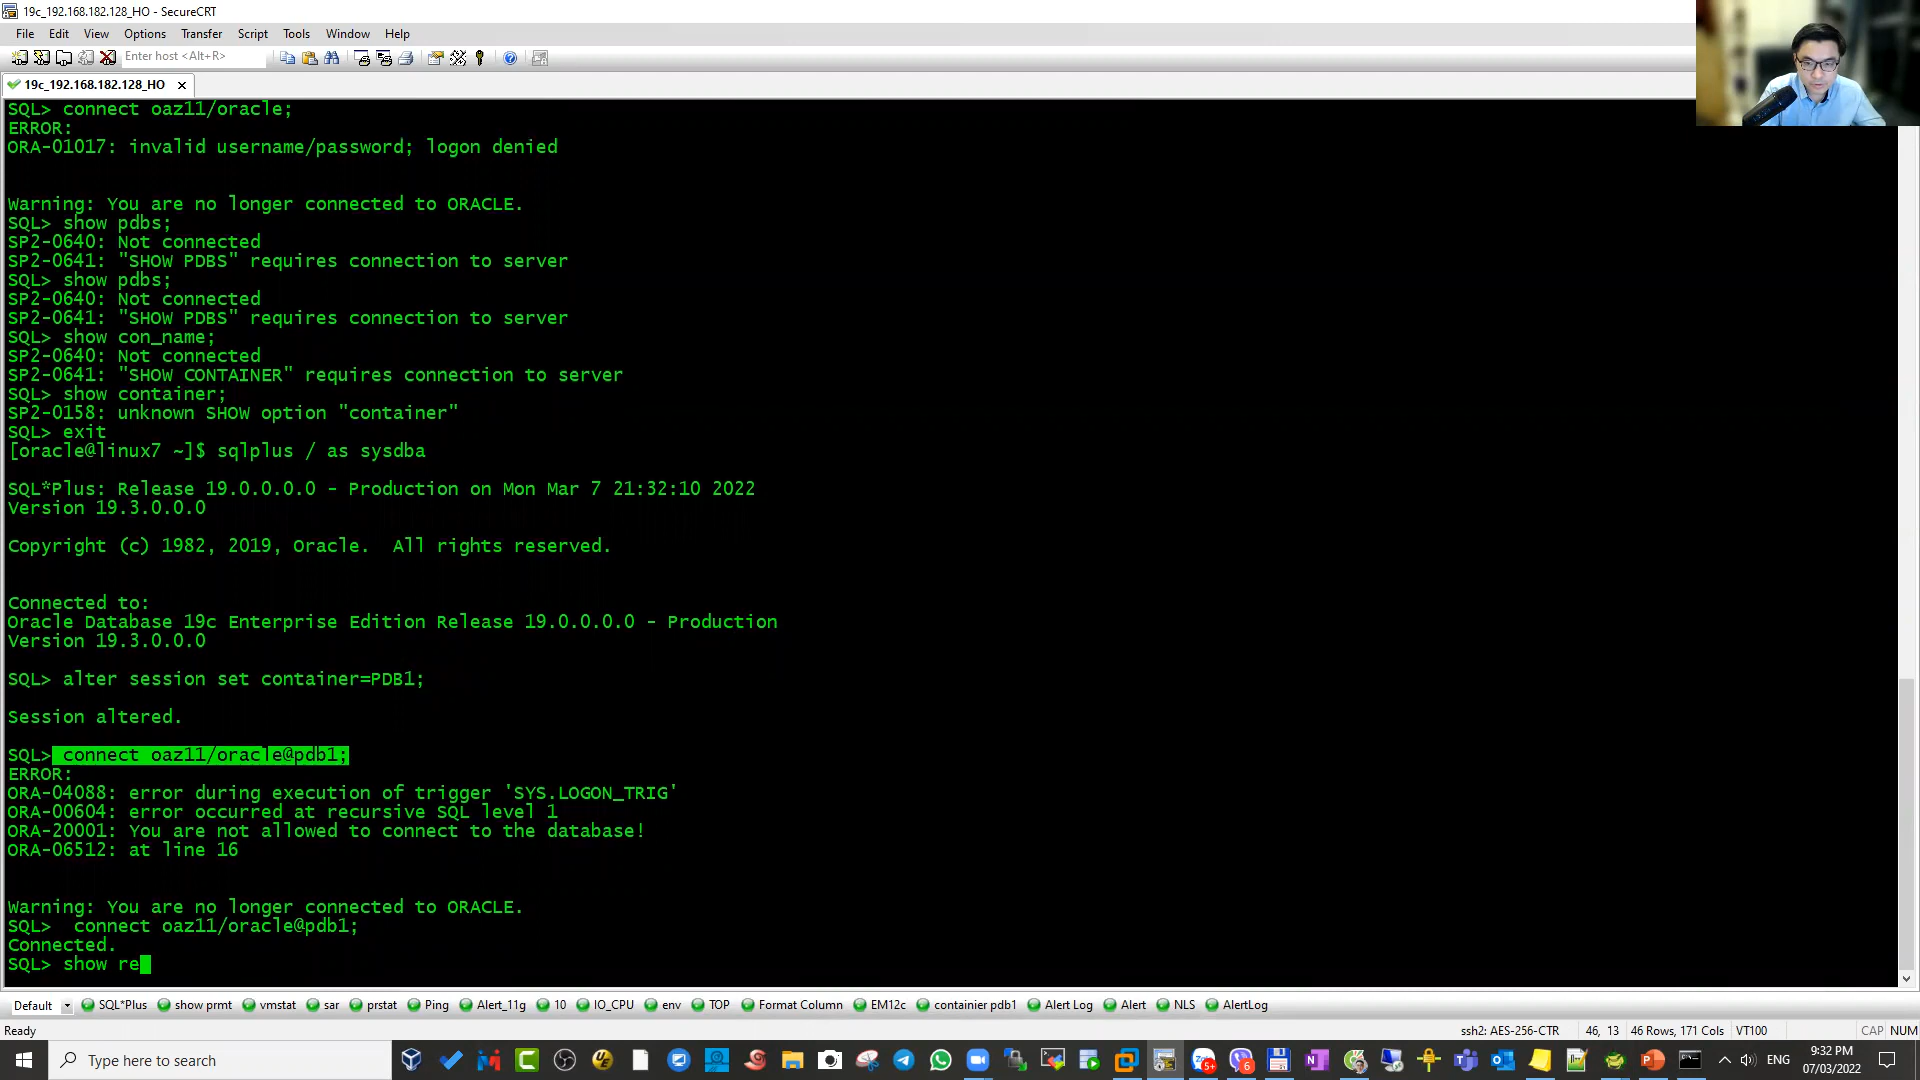 19c_192.168.182.128_HO - SecureCRT
File Edit View Options Transfer Script Tools Window Help
Enter host <Alt+R>
19c_192.168.182.128_HO
SQL> connect oaz11/oracle;
ERROR:
ORA-01017: invalid username/password; logon denied
Warning: You are no longer connected to ORACLE.
SQL> show pdbs;
SP2-0640: Not connected
SP2-0641: "SHOW PDBS" requires connection to server
SQL> show pdbs;
SP2-0640: Not connected
SP2-0641: "SHOW PDBS" requires connection to server
SQL> show con_name;
SP2-0640: Not connected
SP2-0641: "SHOW CONTAINER" requires connection to server
SQL> show container;
SP2-0158: unknown SHOW option "container"
SQL> exit
[oracle@linux7 ~]$ sqlplus / as sysdba
SQL*Plus: Release 19.0.0.0.0 - Production on Mon Mar 7 21:32:10 2022
Version 19.3.0.0.0
Copyright (c) 1982, 2019, Oracle.  All rights reserved.
Connected to:
Oracle Database 19c Enterprise Edition Release 19.0.0.0.0 - Production
Version 19.3.0.0.0
SQL> alter session set container=PDB1;
Session altered.
SQL> connect oaz11/oracle@pdb1;
ERROR:
ORA-04088: error during execution of trigger 'SYS.LOGON_TRIG'
ORA-00604: error occurred at recursive SQL level 1
ORA-20001: You are not allowed to connect to the database!
ORA-06512: at line 16
Warning: You are no longer connected to ORACLE.
SQL>  connect oaz11/oracle@pdb1;
Connected.
SQL> show re
Default SQL*Plus show prmt vmstat sar prstat Ping Alert_11g 10 IO_CPU env TOP Format Column EM12c containier pdb1 Alert Log Alert NLS AlertLog
Ready ssh2: AES-256-CTR 46, 13 46 Rows, 171 Cols VT100 CAP NUM
Type here to search
5+
6
ENG
9:32 PM
07/03/2022